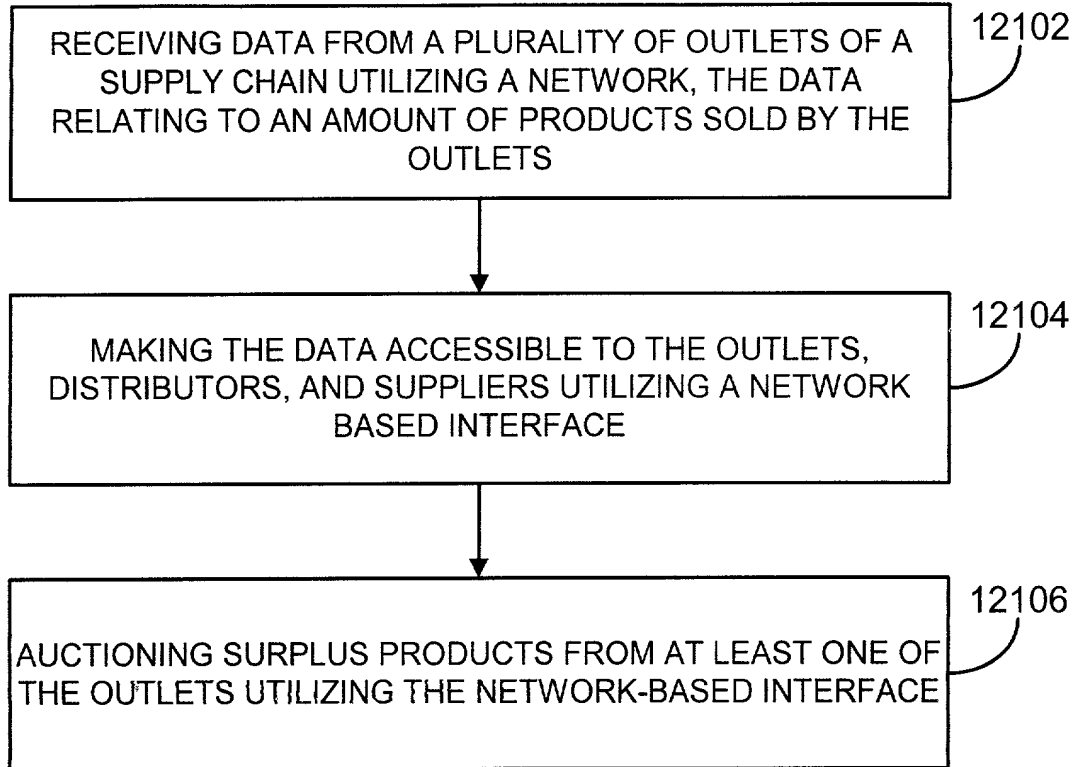 RECEIVING DATA FROM A PLURALITY OF OUTLETS OF A
SUPPLY CHAIN UTILIZING A NETWORK, THE DATA
RELATING TO AN AMOUNT OF PRODUCTS SOLD BY THE
OUTLETS
12102
MAKING THE DATA ACCESSIBLE TO THE OUTLETS,
DISTRIBUTORS, AND SUPPLIERS UTILIZING A NETWORK
BASED INTERFACE
12104
AUCTIONING SURPLUS PRODUCTS FROM AT LEAST ONE OF
THE OUTLETS UTILIZING THE NETWORK-BASED INTERFACE
12106